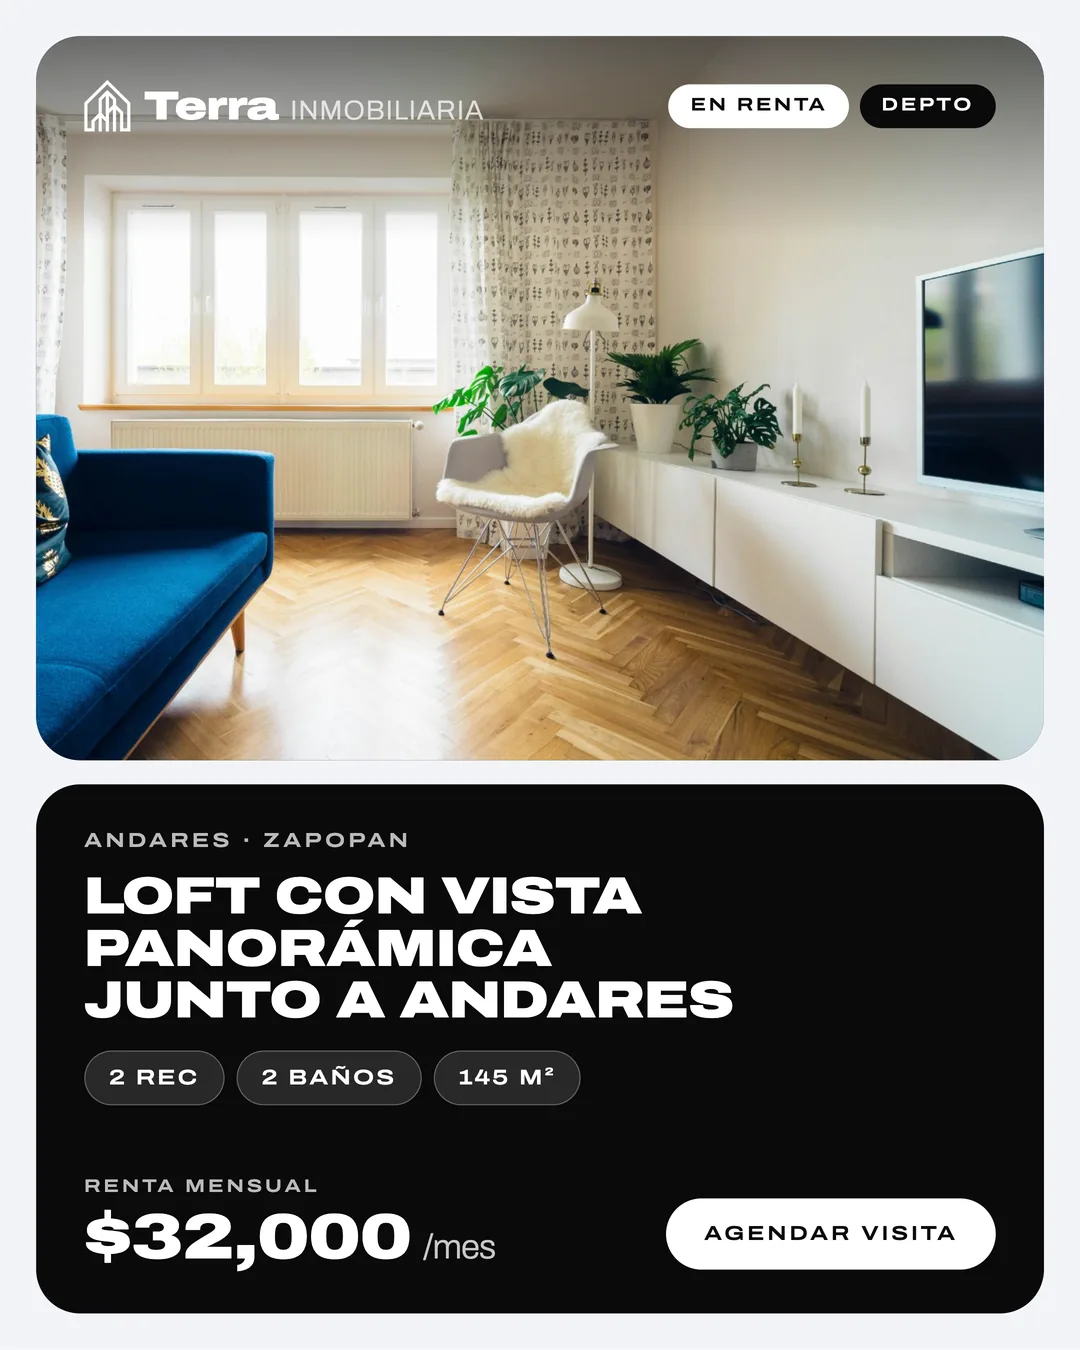 Terra INMOBILIARIA
EN RENTA
DEPTO
ANDARES · ZAPOPAN
LOFT CON VISTA
PANORÁMICA
JUNTO A ANDARES
2 REC
2 BAÑOS
145 M²
RENTA MENSUAL
$32,000 /mes
AGENDAR VISITA